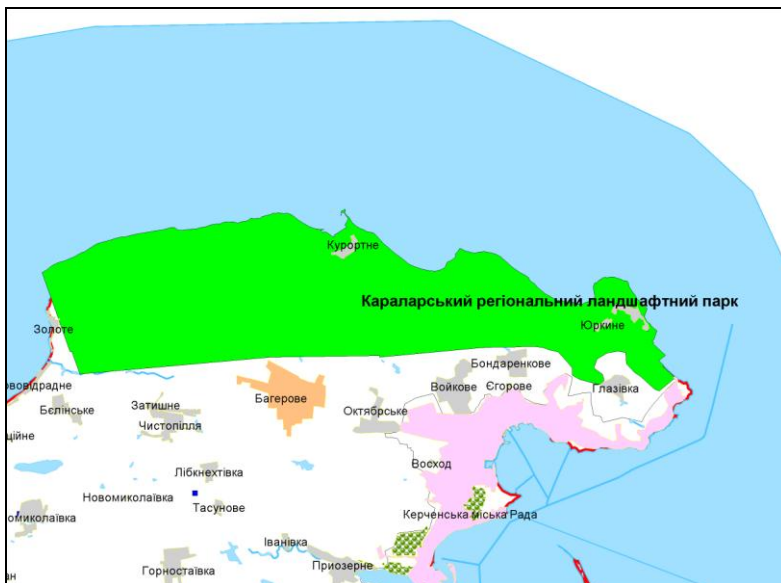 Курортне
Караларський регіональний ландшафтний парк
Юркине
Золоте
Бондаренкове
Войкове
Єгорове
Глазівка
Нововідрадне
Бєлінське
Затишне
Чистопілля
Багерове
Октябрське
Восход
Лібкнехтівка
Новомиколаївка
Тасунове
Керченська міська Рада
Іванівка
Приозерне
Горностаївка